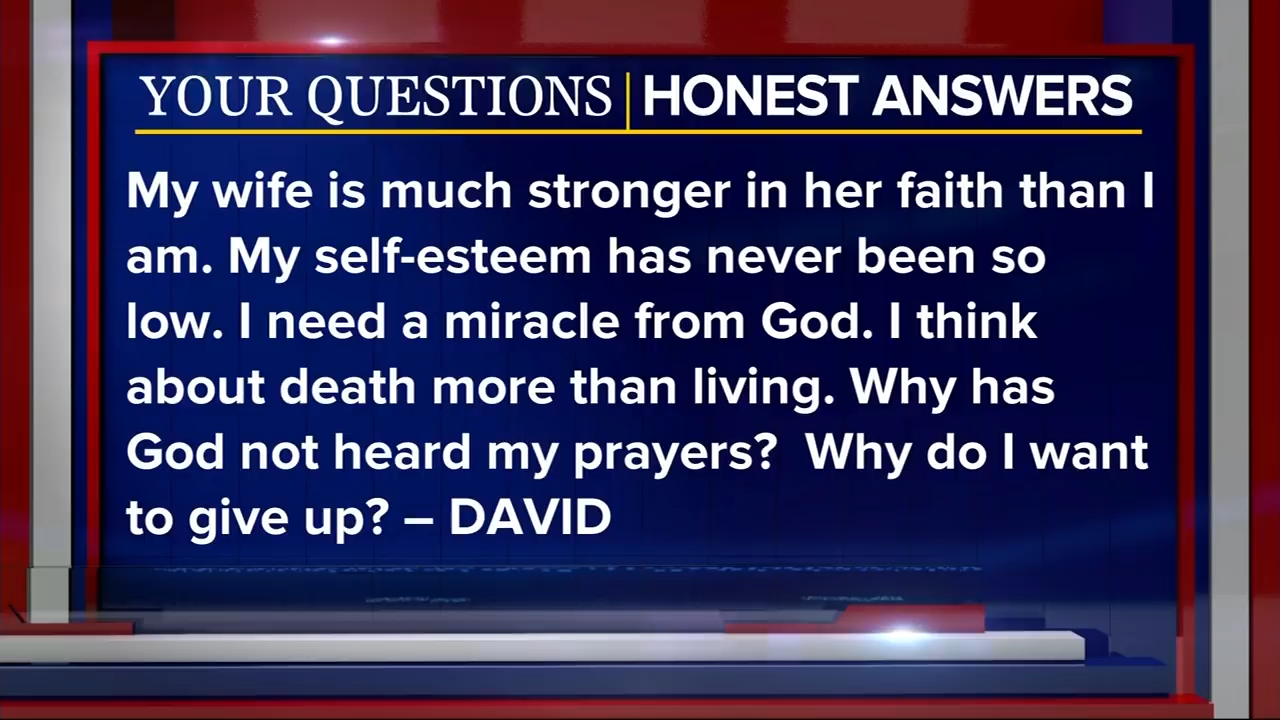 YOUR QUESTIONS | HONEST ANSWERS
My wife is much stronger in her faith than I
am. My self-esteem has never been so
low. I need a miracle from God. I think
about death more than living. Why has
God not heard my prayers?  Why do I want
to give up? – DAVID